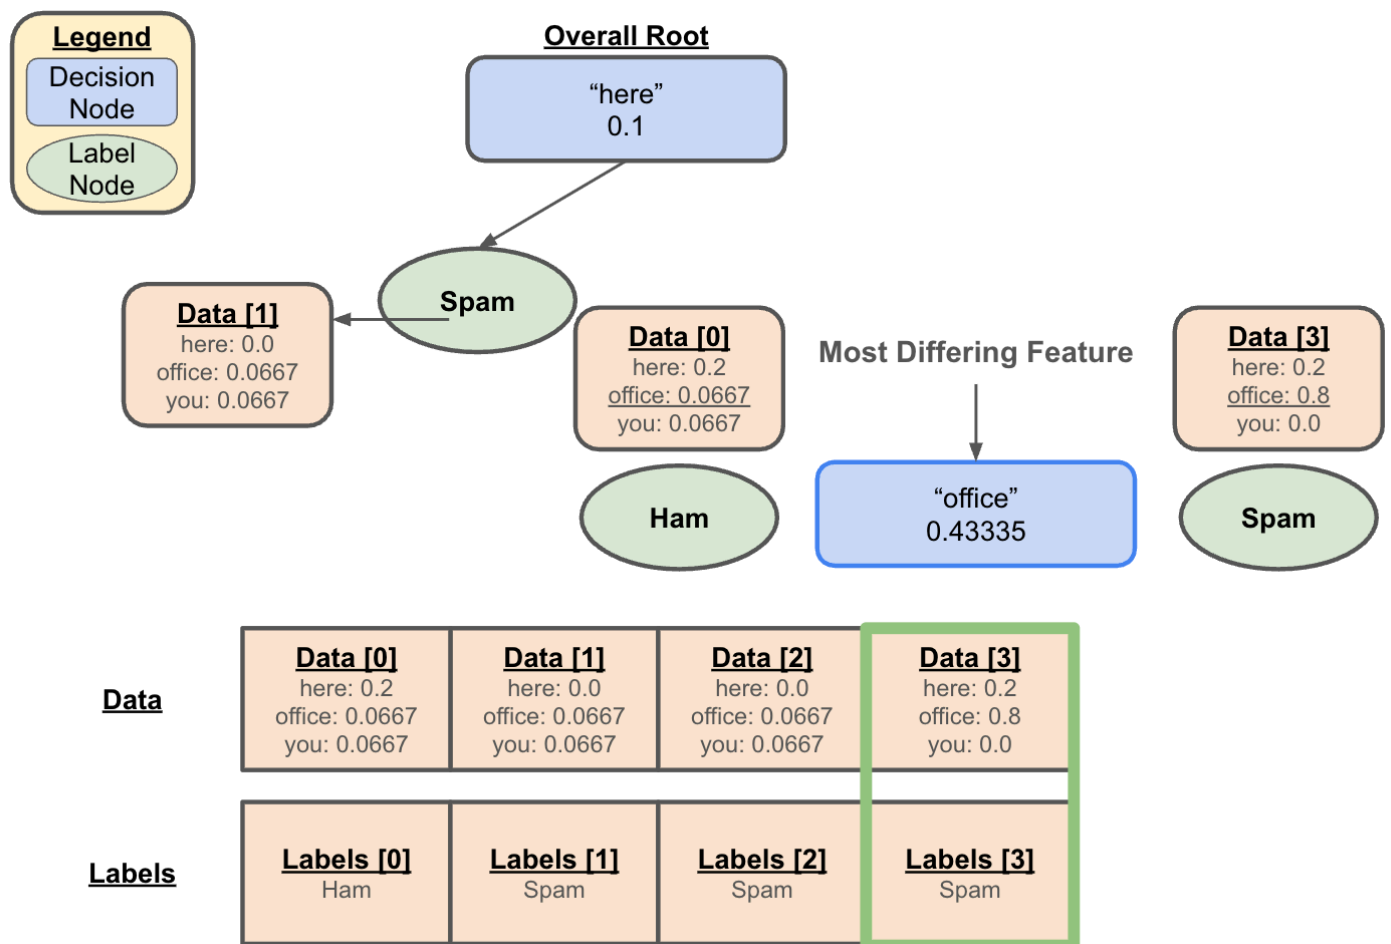 Legend
Decision
Node
Label
Node
Overall Root
“here”
0.1
Spam
Data [1]
here: 0.0
office: 0.0667
you: 0.0667
Data [0]
here: 0.2
office: 0.0667
you: 0.0667
Most Differing Feature
Data [3]
here: 0.2
office: 0.8
you: 0.0
Ham
“office”
0.43335
Spam
Data
Data [0]
here: 0.2
office: 0.0667
you: 0.0667
Data [1]
here: 0.0
office: 0.0667
you: 0.0667
Data [2]
here: 0.0
office: 0.0667
you: 0.0667
Data [3]
here: 0.2
office: 0.8
you: 0.0
Labels
Labels [0]
Ham
Labels [1]
Spam
Labels [2]
Spam
Labels [3]
Spam